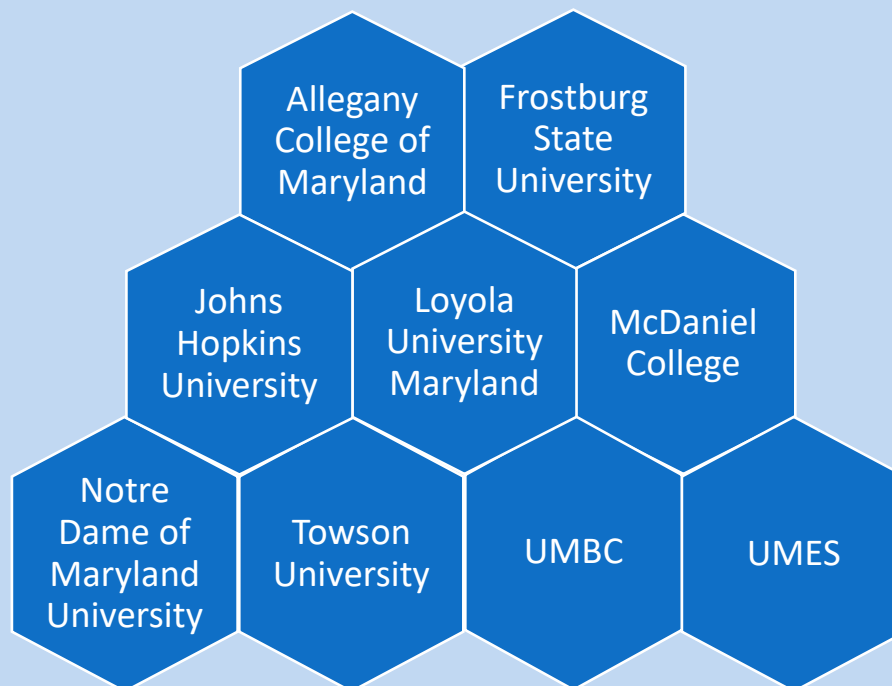 Allegany
College of
Maryland
Frostburg
State
University
Johns
Hopkins
University
Loyola
University
Maryland
McDaniel
College
Notre
Dame of
Maryland
University
Towson
University
UMBC
UMES